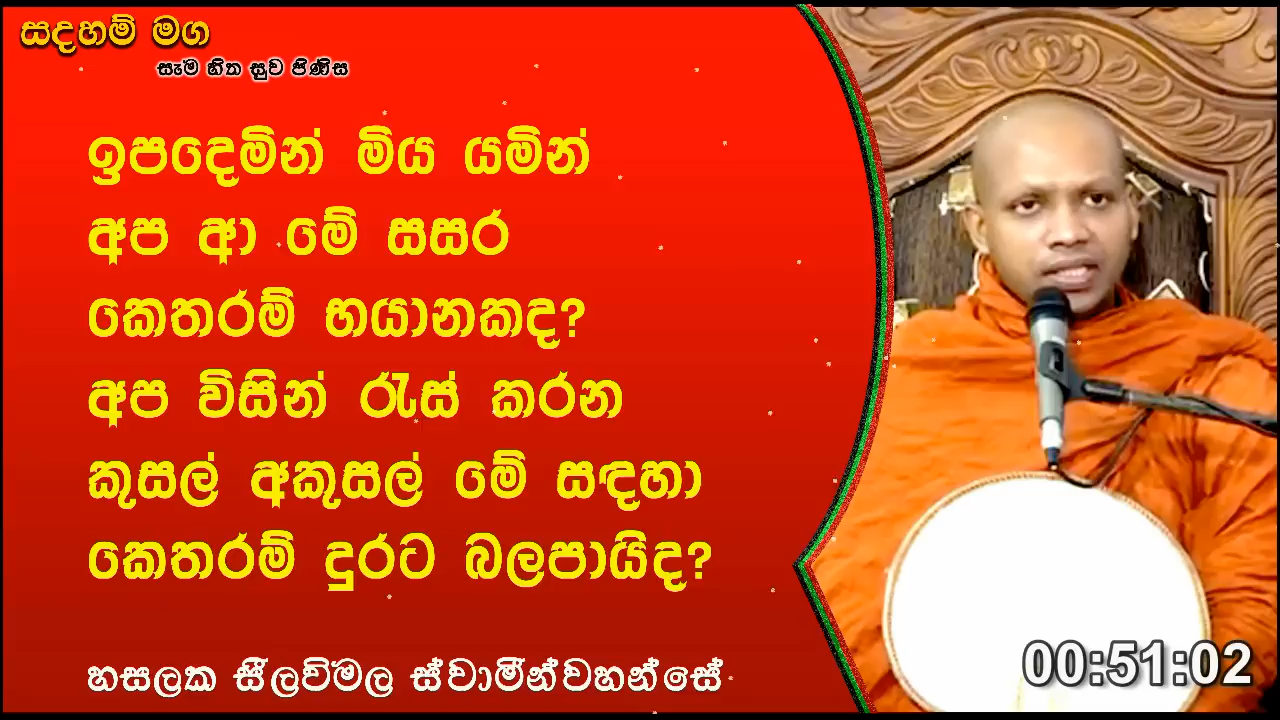 සදහම් මග
සැම හිත සුව පිණිස
ඉපදෙමින් මිය යමින්
අප ආ මේ සසර
කෙතරම් භයානකද?
අප විසින් රැස් කරන
කුසල් අකුසල් මේ සඳහා
කෙතරම් දුරට බලපායිද?
හසලක සීලවිමල ස්වාමීන්වහන්සේ
00:51:02